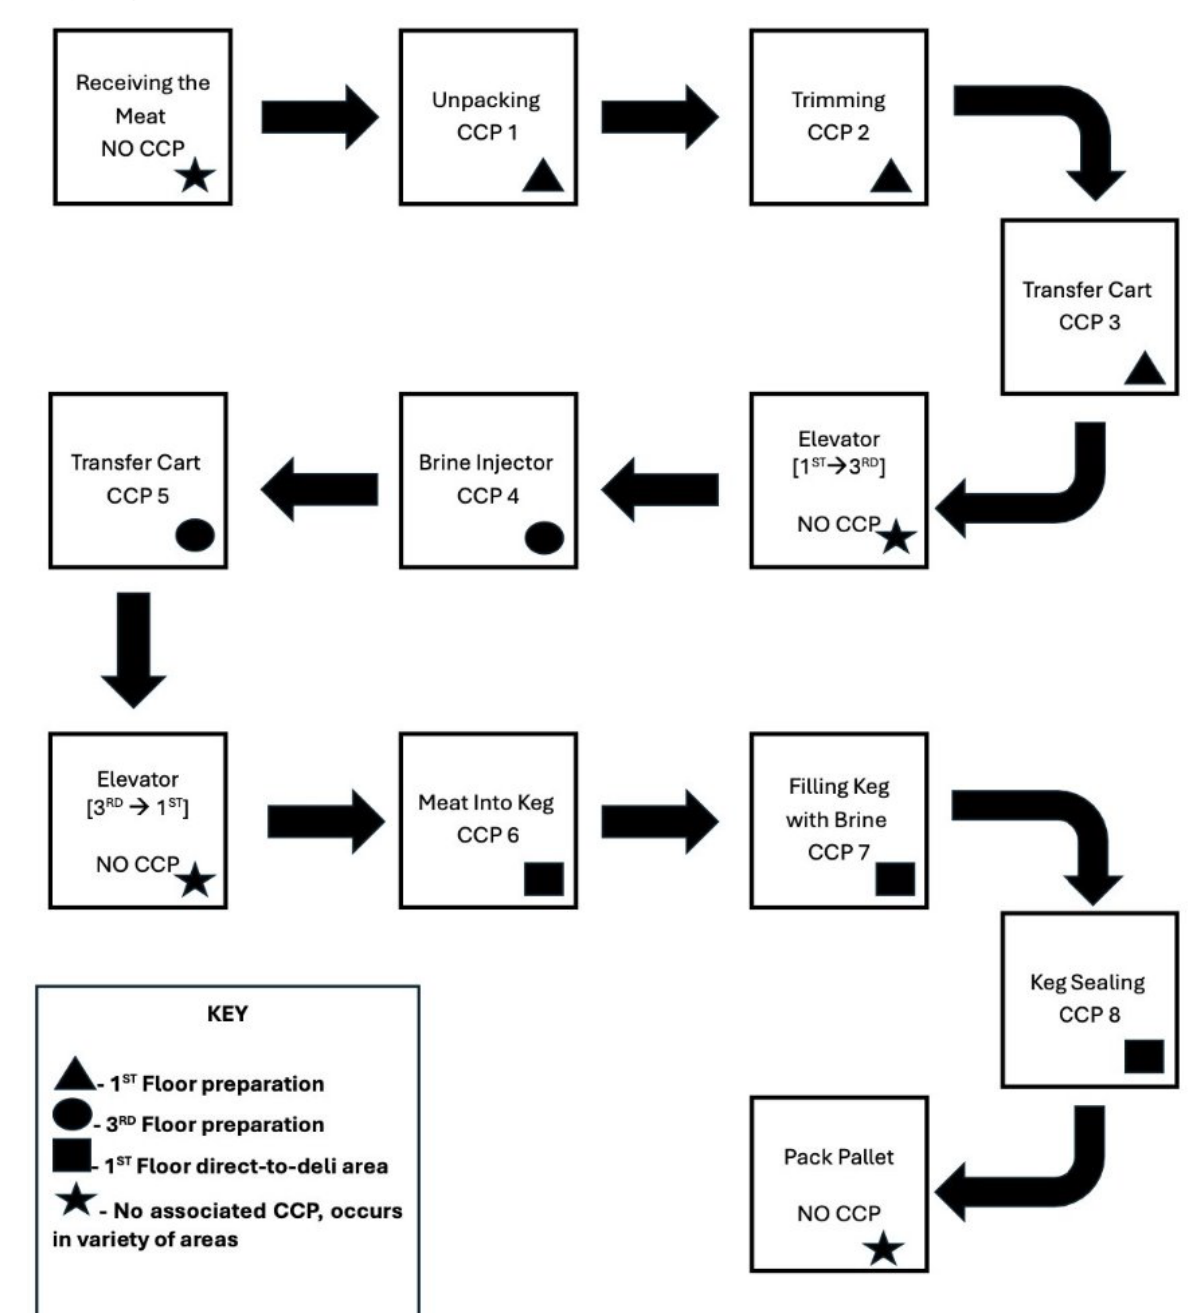 Receiving the
Meat
NO CCP
Unpacking
CCP 1
Trimming
CCP 2
Transfer Cart
CCP 3
Elevator
[1ST→3RD]
NO CCP
Brine Injector
CCP 4
Transfer Cart
CCP 5
Elevator
[3RD → 1ST]
NO CCP
Meat Into Keg
CCP 6
Filling Keg
with Brine
CCP 7
Keg Sealing
CCP 8
Pack Pallet
NO CCP
KEY
- 1ST Floor preparation
- 3RD Floor preparation
- 1ST Floor direct-to-deli area
- No associated CCP, occurs
in variety of areas